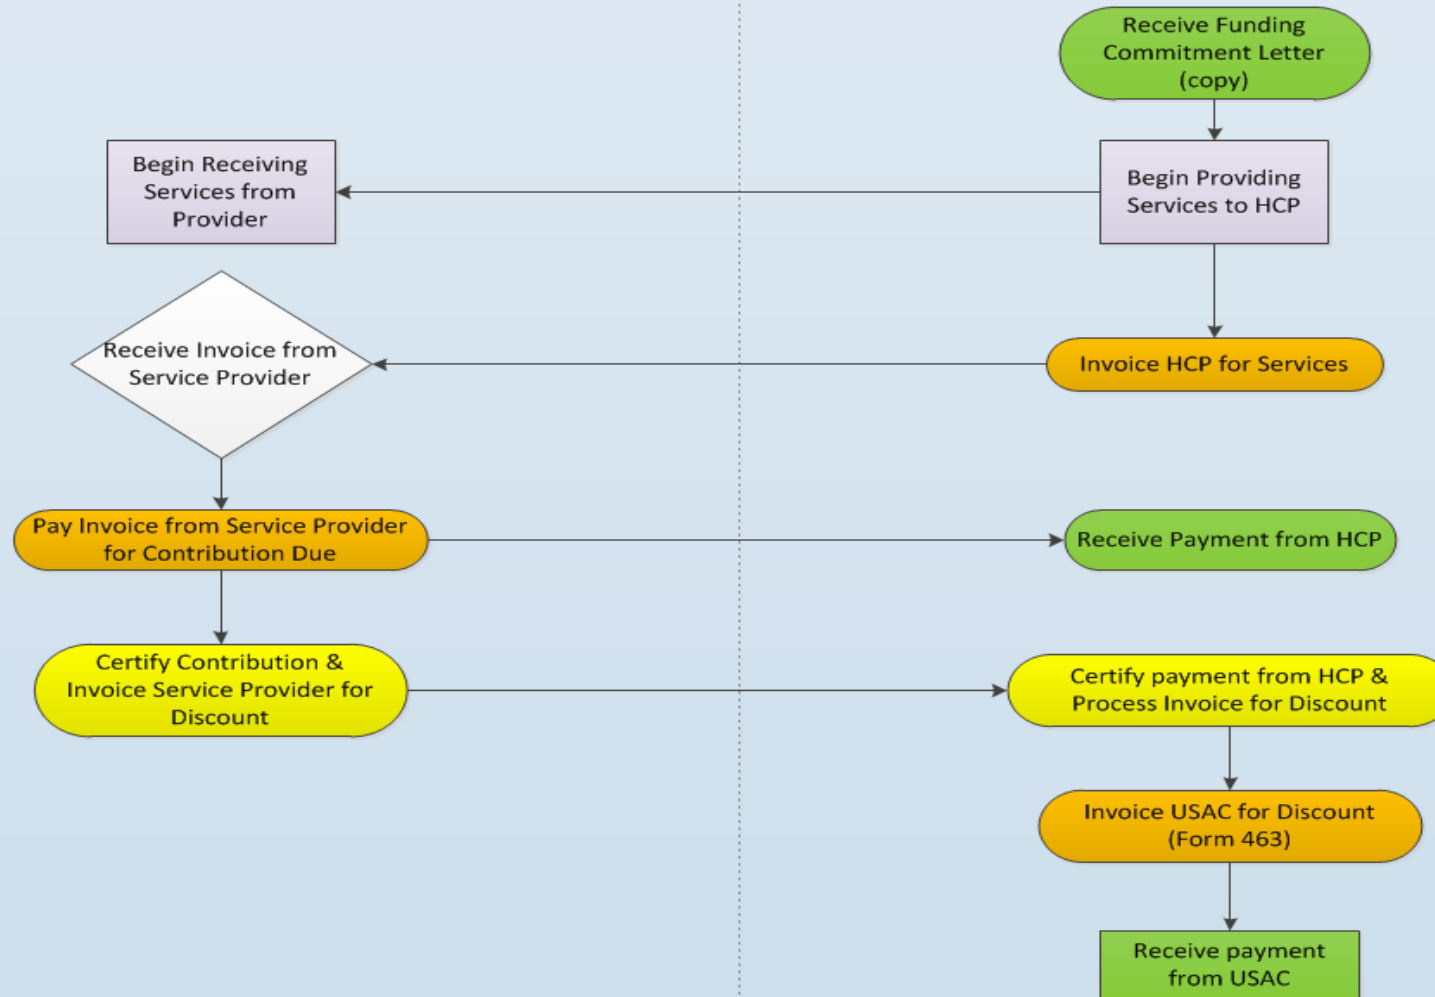 Receive Funding
Commitment Letter
(copy)
Begin Receiving
Services from
Provider
Begin Providing
Services to HCP
Receive Invoice from
Service Provider
Invoice HCP for Services
Pay Invoice from Service Provider
for Contribution Due
Receive Payment from HCP
Certify Contribution &
Invoice Service Provider for
Discount
Certify payment from HCP &
Process Invoice for Discount
Invoice USAC for Discount
(Form 463)
Receive payment
from USAC